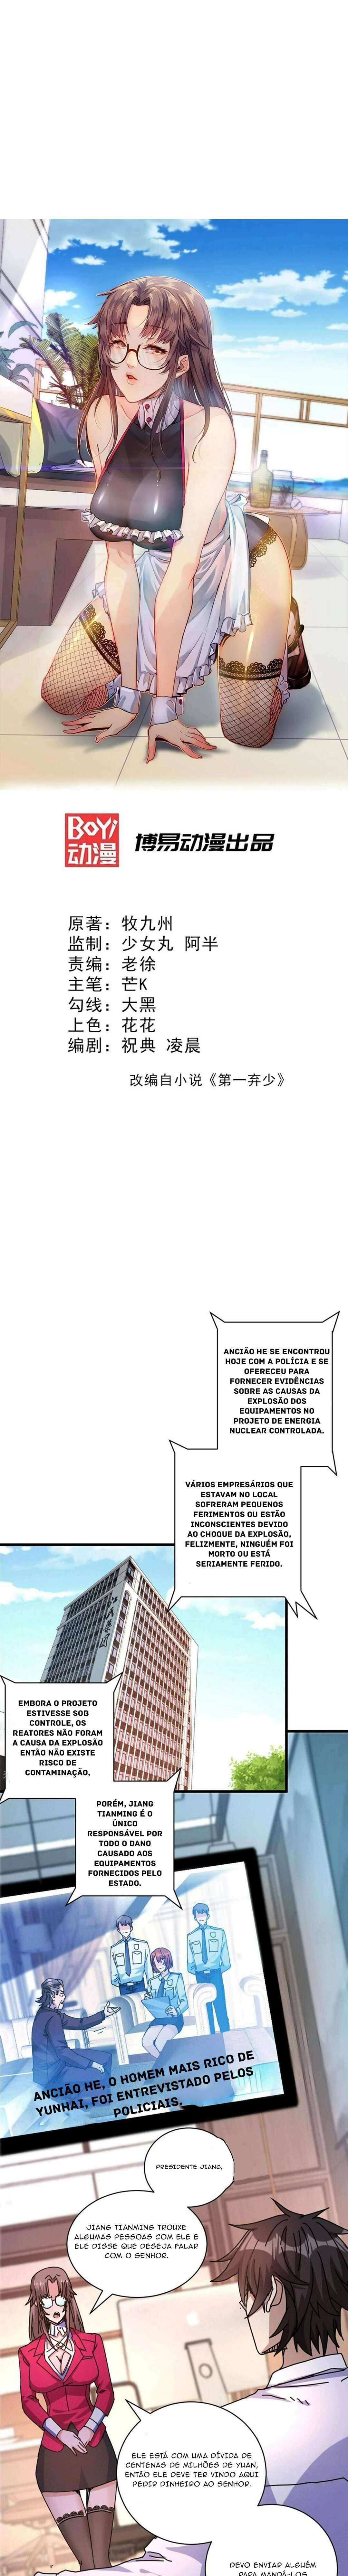 BOYi
动漫
博易动漫出品
原著：牧九州
监制：少女丸 阿半
责编：老徐
主笔：芒K
勾线：大黑
上色：花花
编剧：祝典 凌晨
改编自小说《第一弃少》
ANCIÃO HE SE ENCONTROU
HOJE COM A POLÍCIA E SE
OFERECEU PARA
FORNECER EVIDÊNCIAS
SOBRE AS CAUSAS DA
EXPLOSÃO DOS
EQUIPAMENTOS NO
PROJETO DE ENERGIA
NUCLEAR CONTROLADA.
VÁRIOS EMPRESÁRIOS QUE
ESTAVAM NO LOCAL
SOFRERAM PEQUENOS
FERIMENTOS OU ESTÃO
INCONSCIENTES DEVIDO
AO CHOQUE DA EXPLOSÃO,
FELIZMENTE, NINGUÉM FOI
MORTO OU ESTÁ
SERIAMENTE FERIDO.
EMBORA O PROJETO
ESTIVESSE SOB
CONTROLE, OS
REATORES NÃO FORAM
A CAUSA DA EXPLOSÃO
ENTÃO NÃO EXISTE
RISCO DE
CONTAMINAÇÃO,
PORÉM, JIANG
TIANMING É O
ÚNICO
RESPONSÁVEL POR
TODO O DANO
CAUSADO AOS
EQUIPAMENTOS
FORNECIDOS PELO
ESTADO.
ANCIÃO HE, O HOMEM MAIS RICO DE
YUNHAI, FOI ENTREVISTADO PELOS
POLICIAIS.
PRESIDENTE JIANG,
JIANG TIANMING TROUXE
ALGUMAS PESSOAS COM ELE E
ELE DISSE QUE DESEJA FALAR
COM O SENHOR.
ELE ESTÁ COM UMA DÍVIDA DE
CENTENAS DE MILHÕES DE YUAN,
ENTÃO ELE DEVE TER VINDO AQUI
PEDIR DINHEIRO AO SENHOR.
DEVO ENVIAR ALGUÉM
PARA MANDÁ-LOS